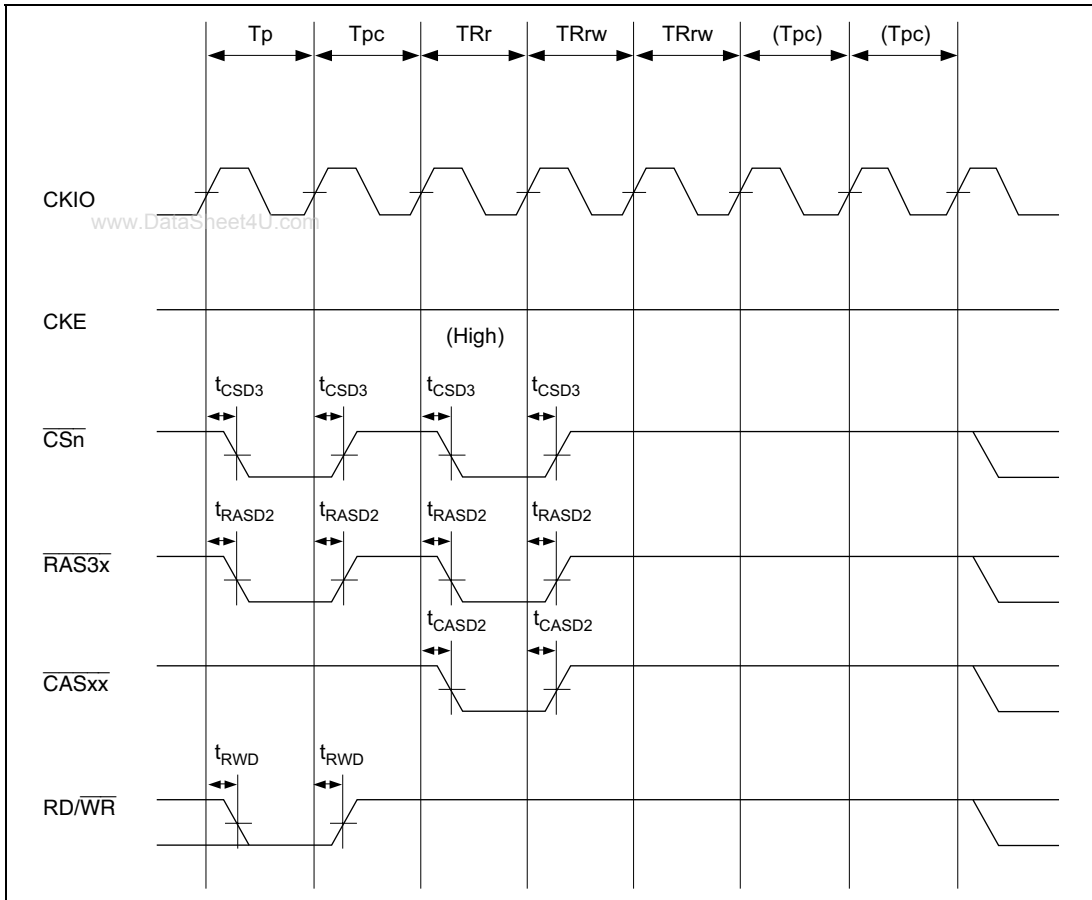 Tp Tpc TRr TRrw TRrw (Tpc) (Tpc)
CKIO
www.DataSheet4U.com
CKE
(High)
tCSD3 tCSD3 tCSD3 tCSD3
CSn
tRASD2 tRASD2 tRASD2 tRASD2
RAS3x
tCASD2 tCASD2
CASxx
tRWD tRWD
RD/WR